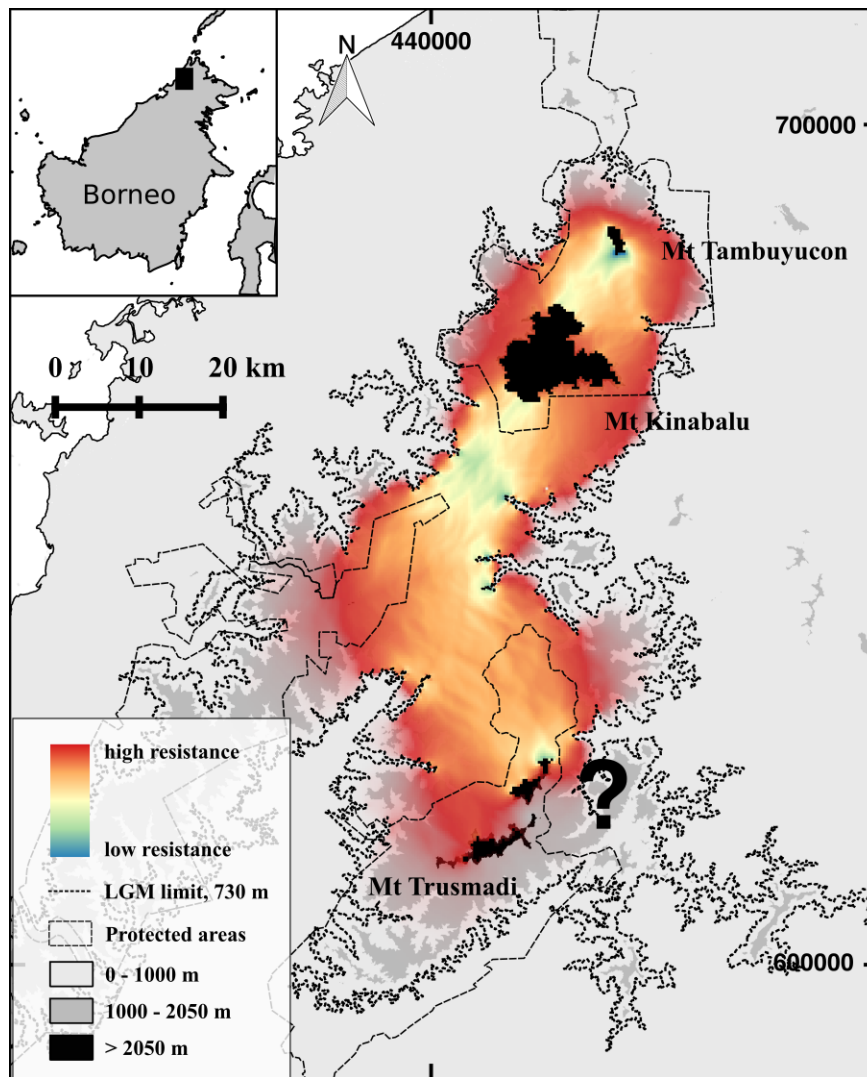 440000
N
700000
Borneo
Mt Tambuyucon
0 10 20 km
Mt Kinabalu
high resistance
low resistance
LGM limit, 730 m
Protected areas
0 - 1000 m
1000 - 2050 m
> 2050 m
?
Mt Trusmadi
600000